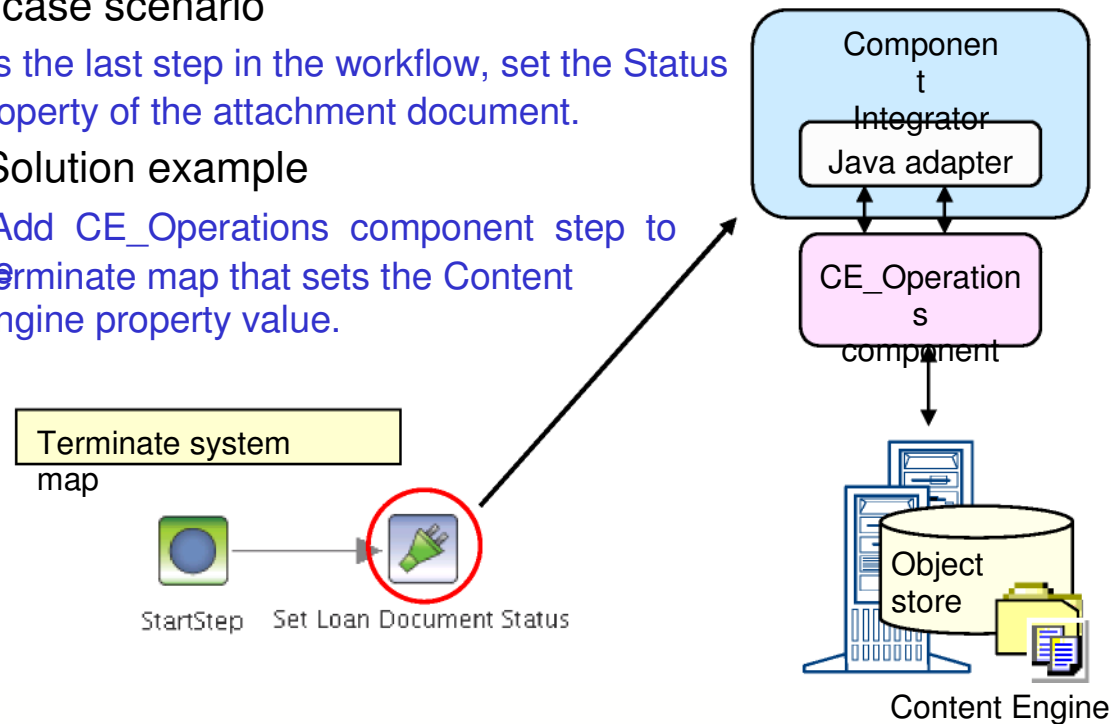 case scenario
s the last step in the workflow, set the Status
operty of the attachment document.
Solution example
Add CE_Operations component step to
e
erminate map that sets the Content
ngine property value.
Terminate system
map
StartStep
Set Loan Document Status
Componen
t
Integrator
Java adapter
CE_Operation
s
component
Object
store
Content Engine